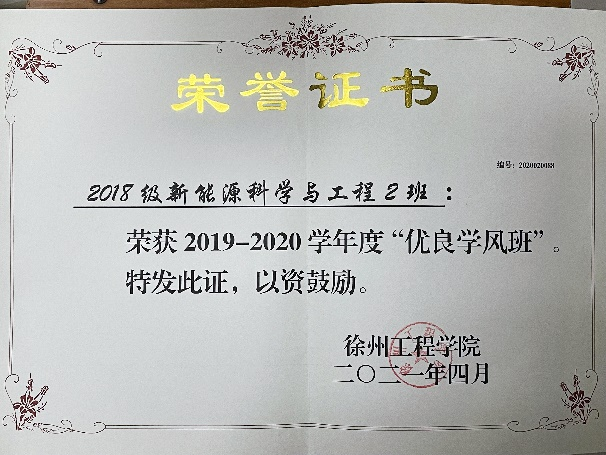 荣誉证书
编号：2020020088
2018级新能源科学与工程2班：
荣获 2019-2020 学年度“优良学风班”。
特发此证，以资鼓励。
徐州工程学院
二〇二一年四月